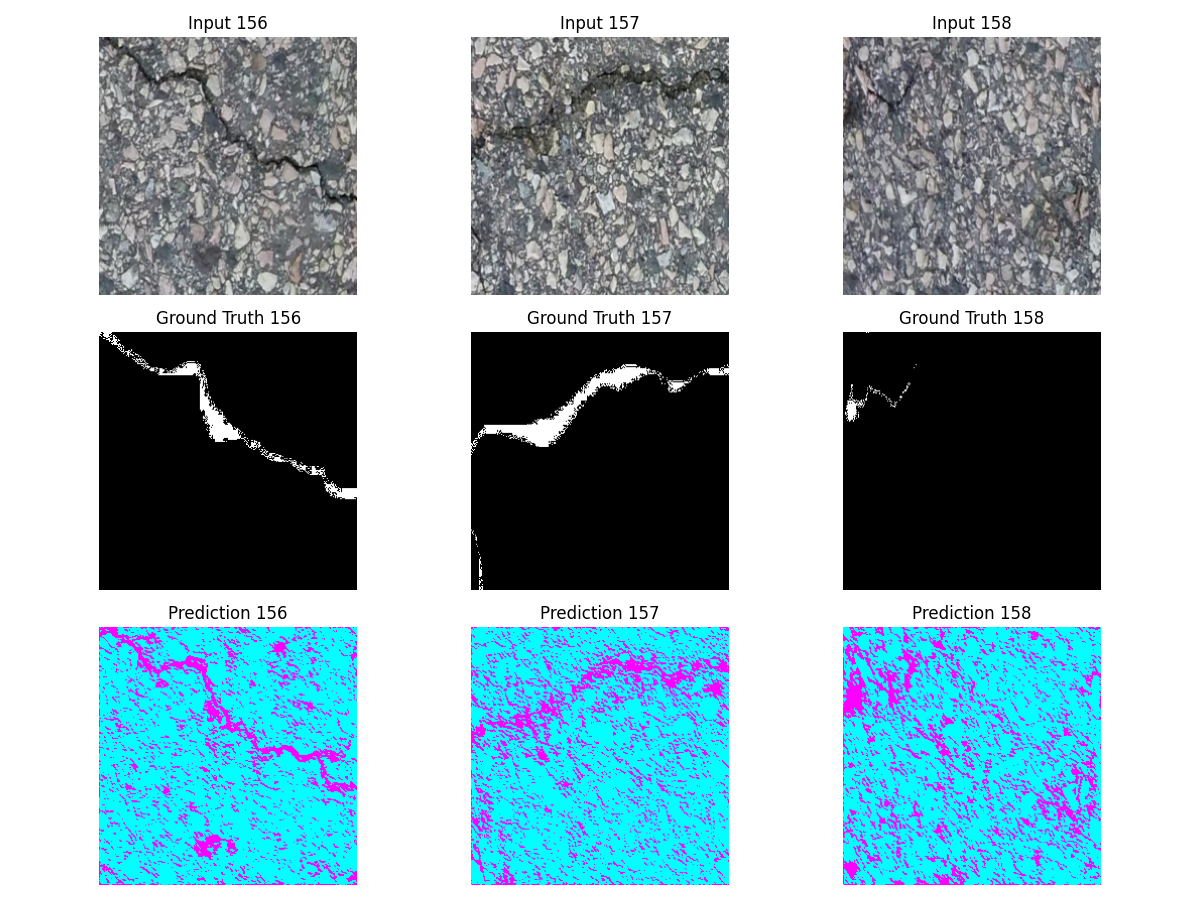 Input 156
Input 157
Input 158
Ground Truth 156
Ground Truth 157
Ground Truth 158
Prediction 156
Prediction 157
Prediction 158